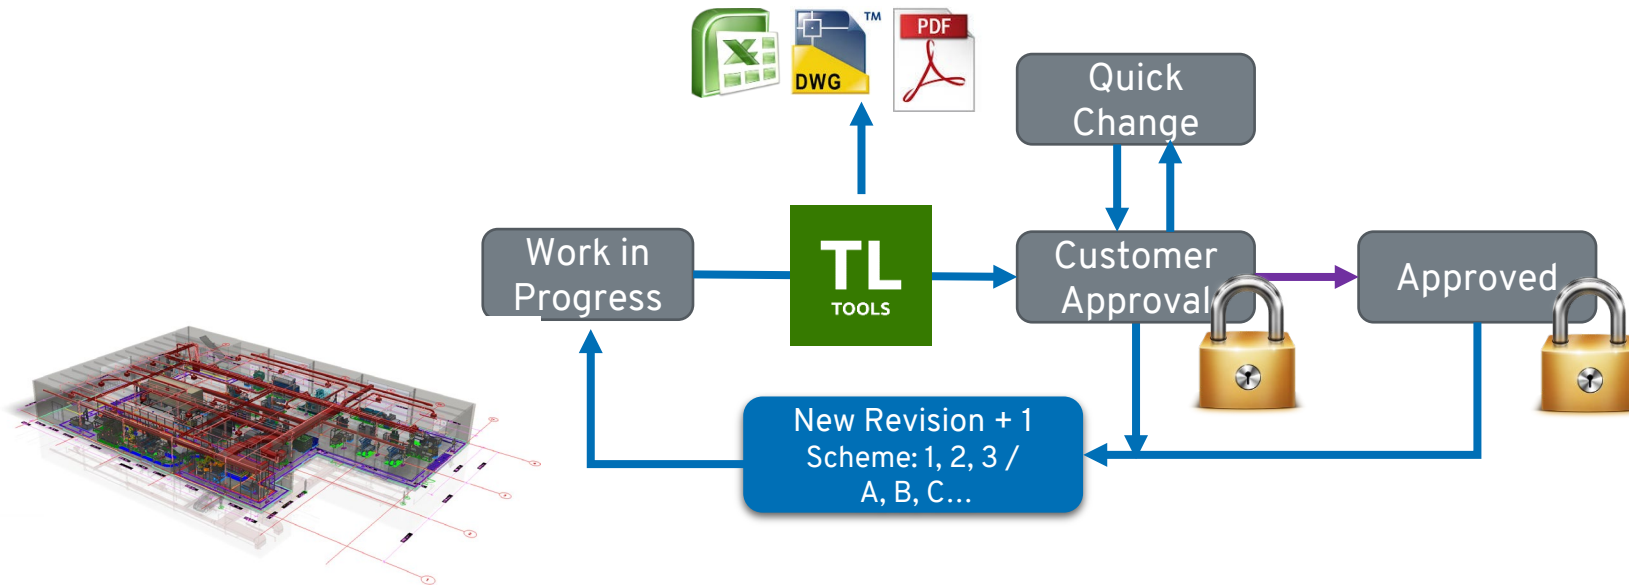 TM
DWG
PDF
Quick
Change
Work in
Progress
TL
TOOLS
Customer
Approval
Approved
New Revision + 1
Scheme: 1, 2, 3 /
A, B, C...